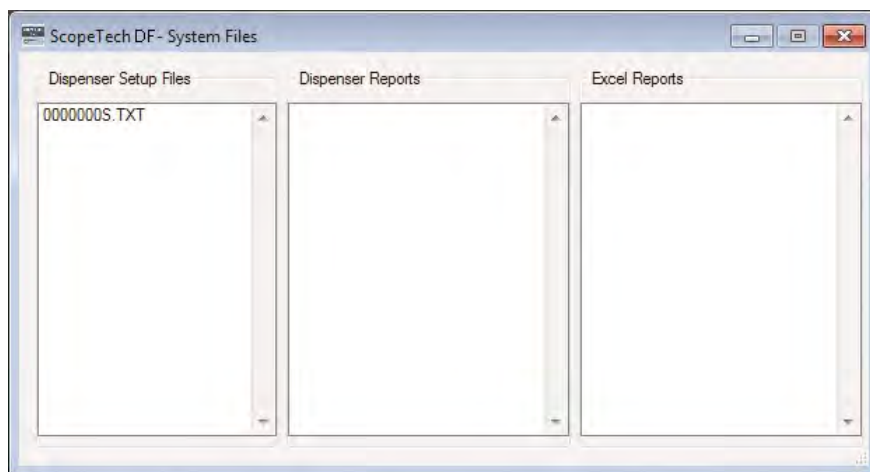 ScopeTech DF - System Files
Dispenser Setup Files
Dispenser Reports
Excel Reports
0000000S.TXT